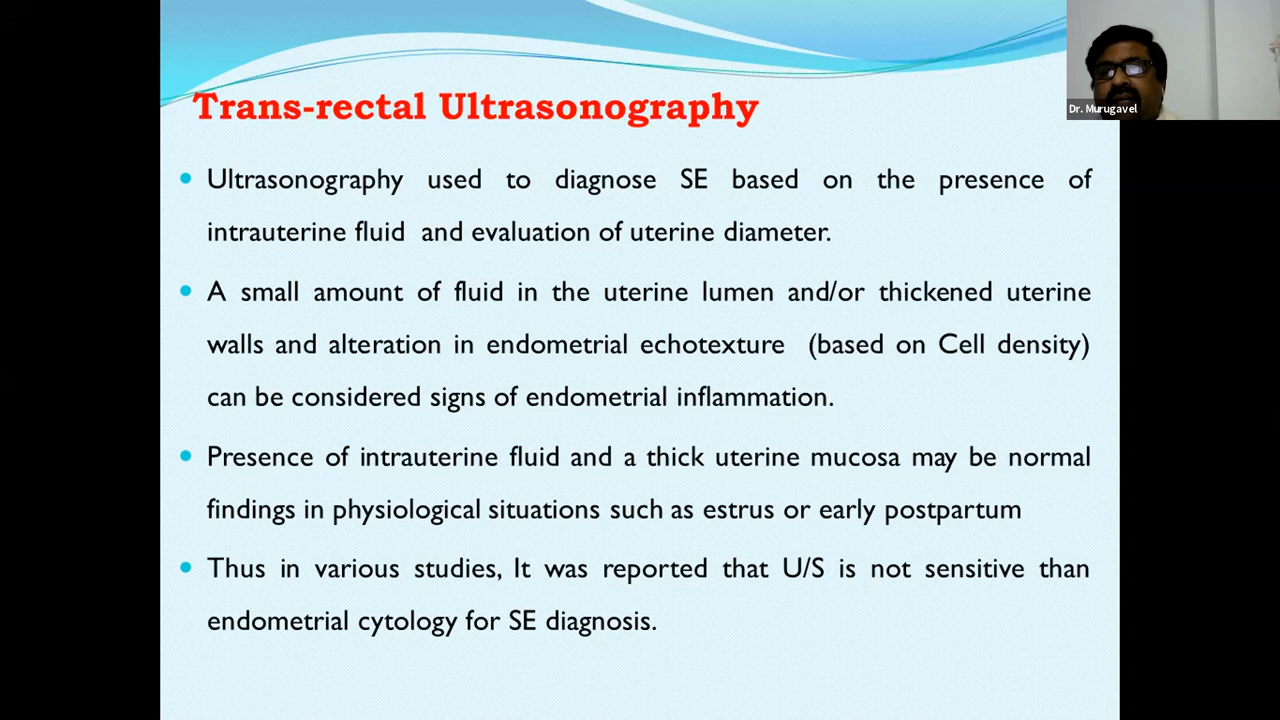 Dr. Murugavel
Trans-rectal Ultrasonography
• Ultrasonography used to diagnose SE based on the presence of
intrauterine fluid and evaluation of uterine diameter.
• A small amount of fluid in the uterine lumen and/or thickened uterine
walls and alteration in endometrial echotexture (based on Cell density)
can be considered signs of endometrial inflammation.
• Presence of intrauterine fluid and a thick uterine mucosa may be normal
findings in physiological situations such as estrus or early postpartum
• Thus in various studies, It was reported that U/S is not sensitive than
endometrial cytology for SE diagnosis.